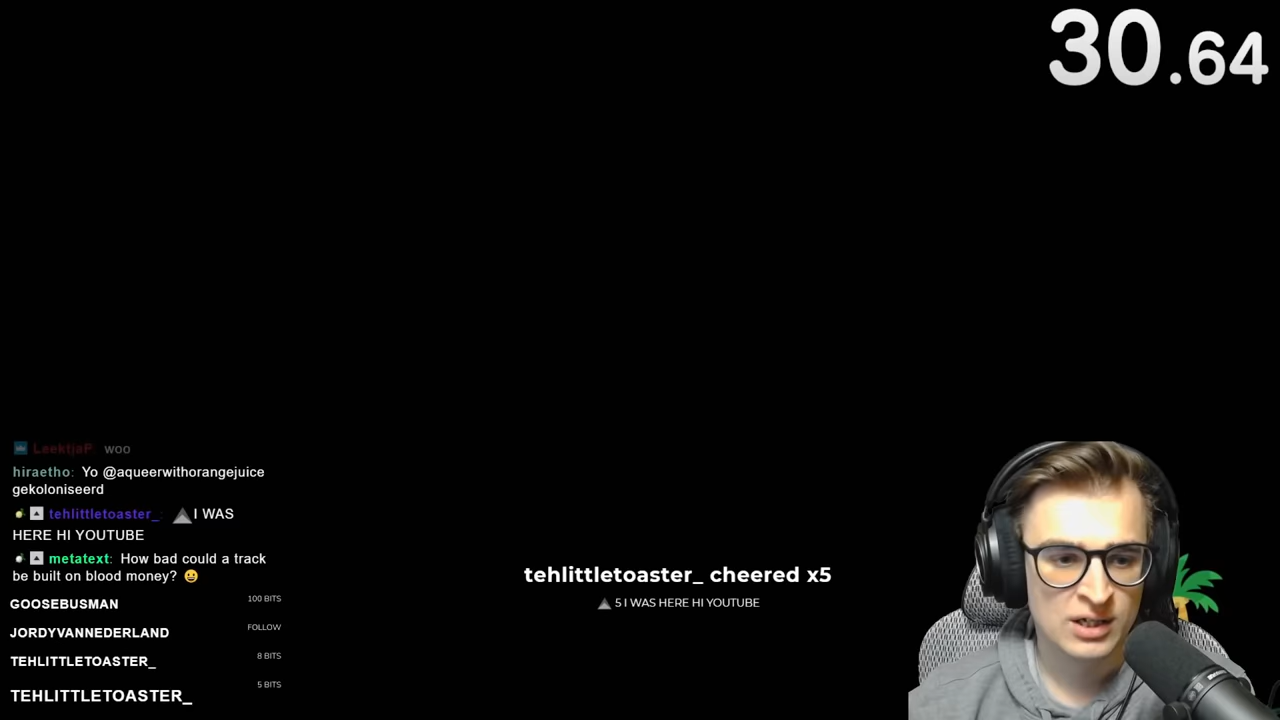 30.64
LeektjaP woo
hiraetho: Yo @aqueerwithorangejuice
gekoloniseerd
tehlittletoaster_: I WAS
HERE HI YOUTUBE
metatext: How bad could a track
be built on blood money? 😀
GOOSEBUSMAN 100 BITS
JORDYVANNEDERLAND FOLLOW
TEHLITTLETOASTER_ 8 BITS
TEHLITTLETOASTER_ 5 BITS
tehlittletoaster_ cheered x5
5 I WAS HERE HI YOUTUBE